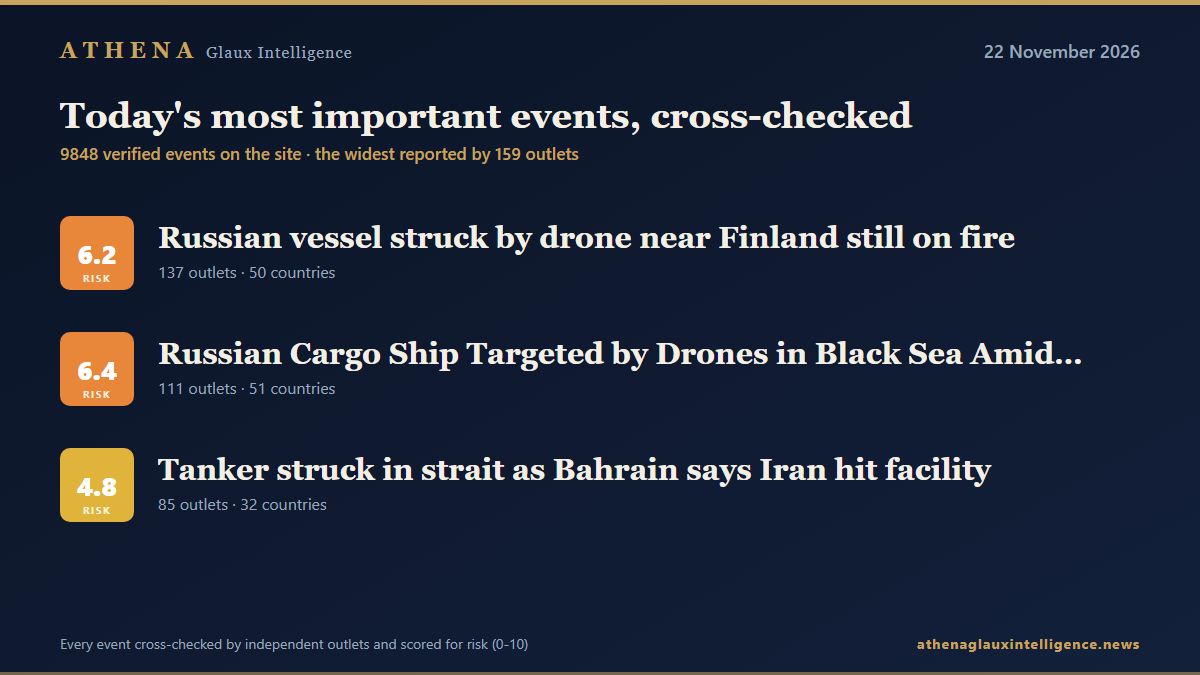 ATHENA Glaux Intelligence
22 November 2026
Today's most important events, cross-checked
9848 verified events on the site · the widest reported by 159 outlets
6.2
RISK
Russian vessel struck by drone near Finland still on fire
137 outlets · 50 countries
6.4
RISK
Russian Cargo Ship Targeted by Drones in Black Sea Amid...
111 outlets · 51 countries
4.8
RISK
Tanker struck in strait as Bahrain says Iran hit facility
85 outlets · 32 countries
Every event cross-checked by independent outlets and scored for risk (0-10)
athenaglauxintelligence.news